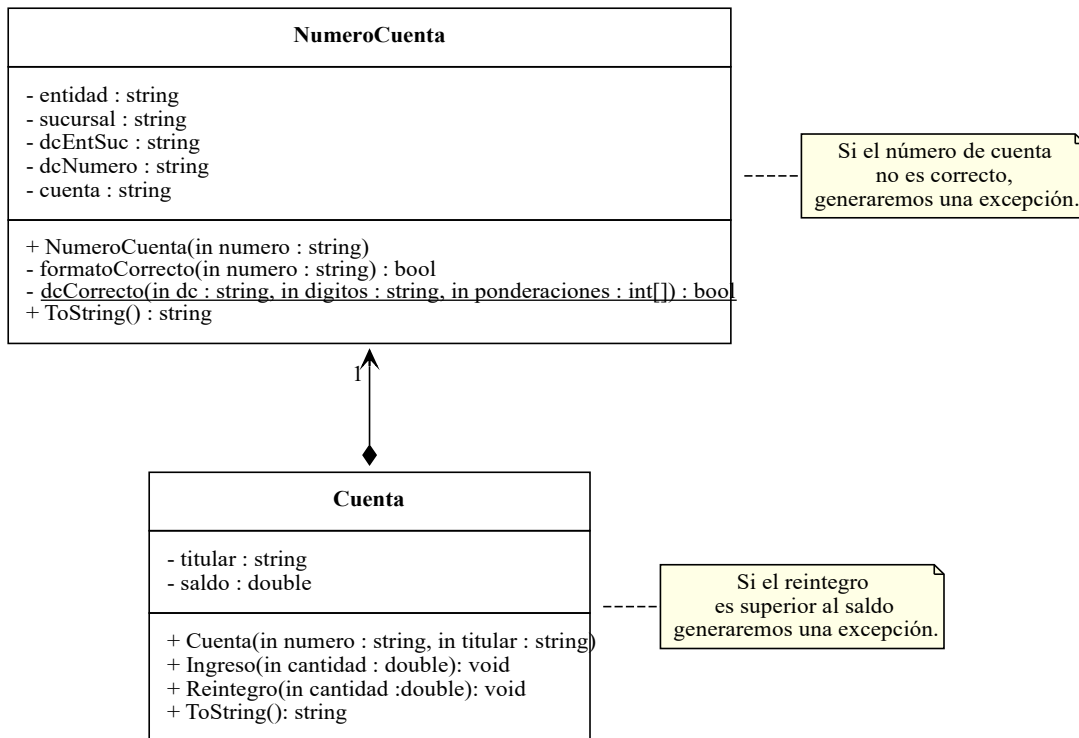 NumeroCuenta
- entidad : string
- sucursal : string
- dcEntSuc : string
- dcNumero : string
- cuenta : string
+ NumeroCuenta(in numero : string)
- formatoCorrecto(in numero : string) : bool
- dcCorrecto(in dc : string, in digitos : string, in ponderaciones : int[]) : bool
+ ToString() : string
Si el número de cuenta
no es correcto,
generaremos una excepción.
1
Cuenta
- titular : string
- saldo : double
+ Cuenta(in numero : string, in titular : string)
+ Ingreso(in cantidad : double): void
+ Reintegro(in cantidad :double): void
+ ToString(): string
Si el reintegro
es superior al saldo
generaremos una excepción.